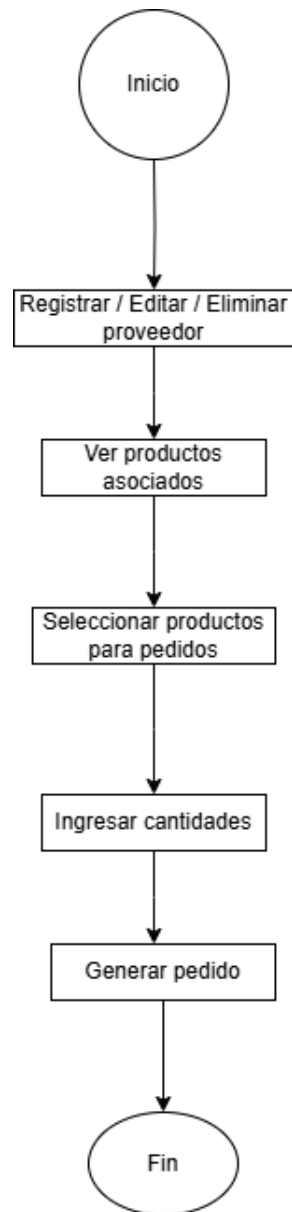 Inicio
Registrar / Editar / Eliminar
proveedor
Ver productos
asociados
Seleccionar productos
para pedidos
Ingresar cantidades
Generar pedido
Fin